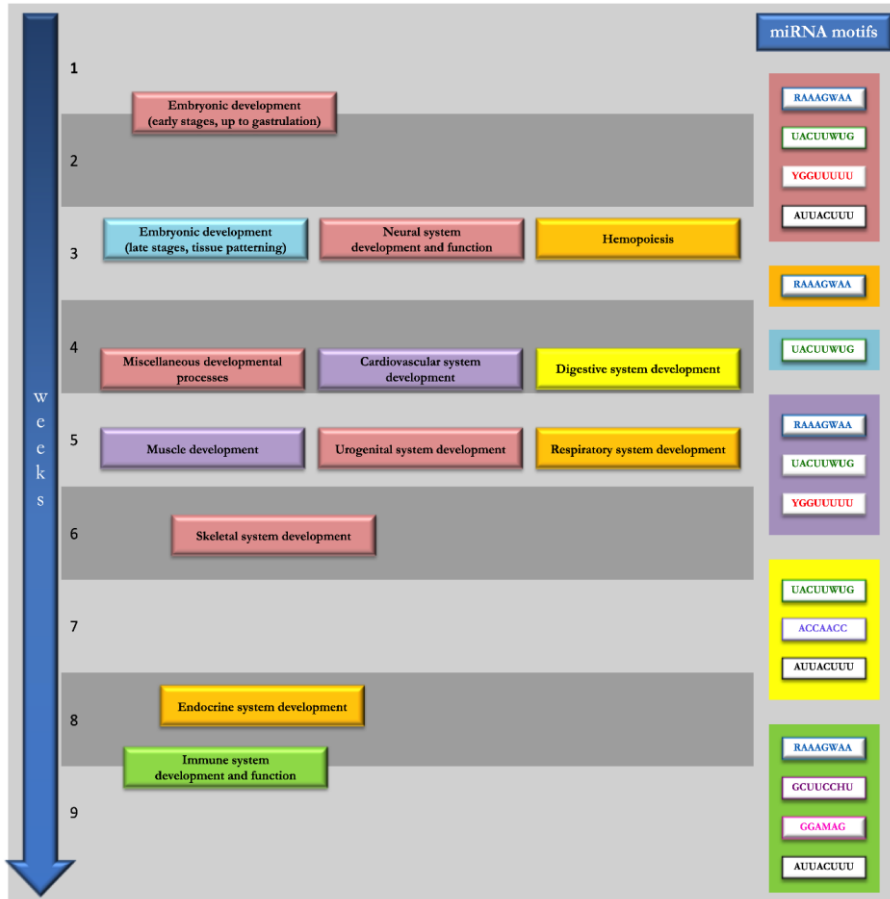 miRNA motifs
1
RAAAGWAA
Embryonic development
(early stages, up to gastrulation)
UACUUWUG
2
YGGUUUUU
AUUACUUU
Embryonic development
(late stages, tissue patterning)
Neural system
development and function
Hemopoiesis
3
RAAAGWAA
4
UACUUWUG
Miscellaneous developmental
processes
Cardiovascular system
development
Digestive system development
weeks
5
RAAAGWAA
Muscle development
Urogenital system development
Respiratory system development
UACUUWUG
YGGUUUUU
6
Skeletal system development
UACUUWUG
7
ACCAACC
AUUACUUU
Endocrine system development
8
RAAAGWAA
Immune system
development and function
GCUUCCHU
9
GGAMAG
AUUACUUU